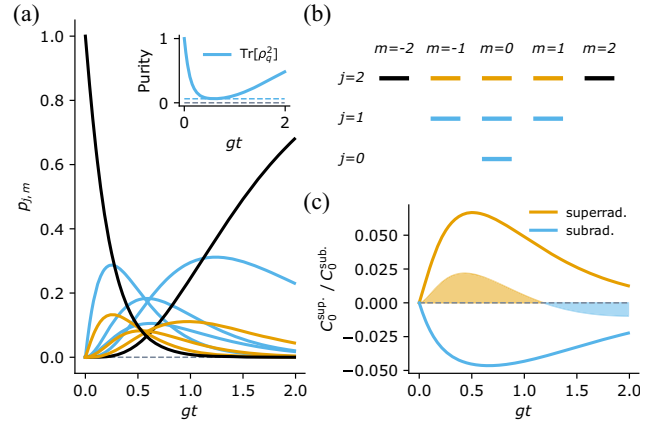 (a)
1.0
0.8
0.6
0.4
0.2
0.0
p_{j,m}
0.0
0.5
1.0
1.5
2.0
gt
1
0
Purity
Tr[ρ_q^2]
0
2
gt
(b)
m=-2 m=-1 m=0 m=1 m=2
j=2
j=1
j=0
(c)
0.050
0.025
0.000
−0.025
−0.050
C_0^{sup.} / C_0^{sub.}
superrad.
subrad.
0.0
0.5
1.0
1.5
2.0
gt